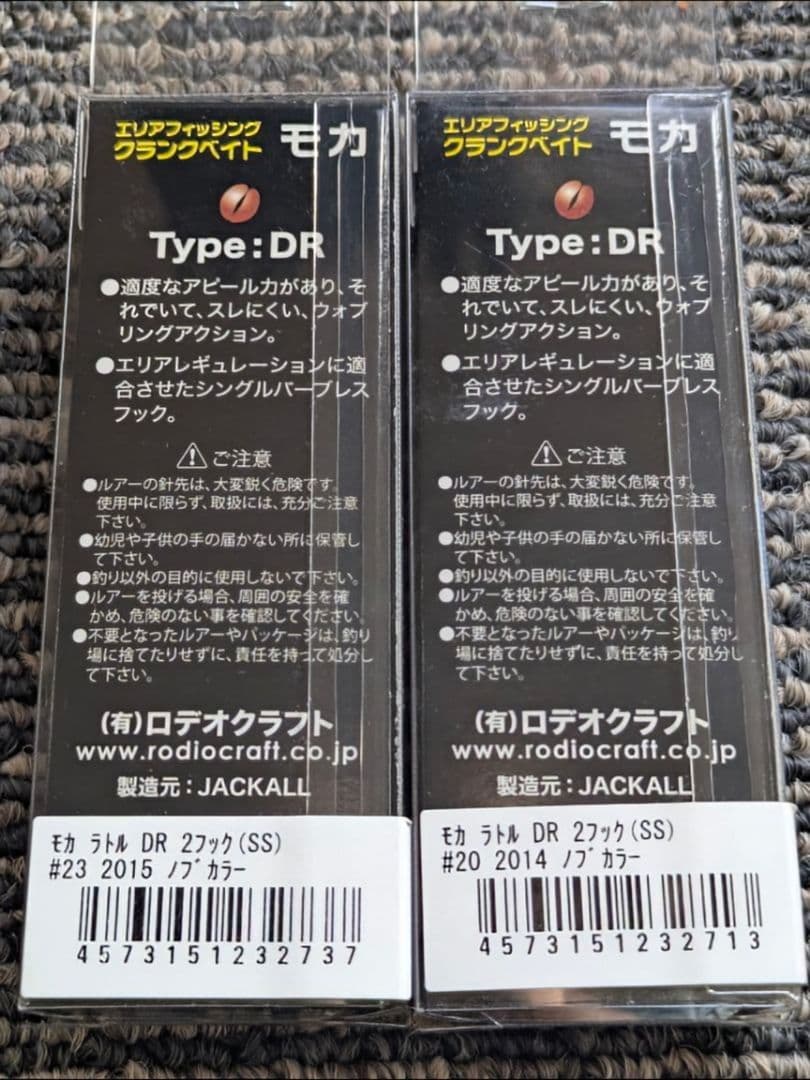 エリアフィッシング
クランクベイト モカ
Type:DR
●適度なアピール力があり、そ
れでいて、スレにくい、ウォブ
リングアクション。
●エリアレギュレーションに適
合させたシングルバーブレス
フック。
⚠ご注意
●ルアーの針先は、大変鋭く危険です。
使用中に限らず、取扱には、充分ご注意
下さい。
●幼児や子供の手の届かない所に保管し
て下さい。
●釣り以外の目的に使用しないで下さい。
●ルアーを投げる場合、周囲の安全を確
かめ、危険のない事を確認してください。
●不要となったルアーやパッケージは、釣り
場に捨てたりせずに、責任を持って処分し
て下さい。
(有)ロデオクラフト
www.rodiocraft.co.jp
製造元:JACKALL
ﾓｶ ﾗﾄﾙ DR 2ﾌｯｸ(SS)
#23 2015 ﾉﾌﾞｶﾗｰ
4573151232737
エリアフィッシング
クランクベイト モカ
Type:DR
●適度なアピール力があり、そ
れでいて、スレにくい、ウォブ
リングアクション。
●エリアレギュレーションに適
合させたシングルバーブレス
フック。
⚠ご注意
●ルアーの針先は、大変鋭く危険です。
使用中に限らず、取扱には、充分ご注意
下さい。
●幼児や子供の手の届かない所に保管し
て下さい。
●釣り以外の目的に使用しないで下さい。
●ルアーを投げる場合、周囲の安全を確
かめ、危険のない事を確認してください。
●不要となったルアーやパッケージは、釣り
場に捨てたりせずに、責任を持って処分し
て下さい。
(有)ロデオクラフト
www.rodiocraft.co.jp
製造元:JACKALL
ﾓｶ ﾗﾄﾙ DR 2ﾌｯｸ(SS)
#20 2014 ﾉﾌﾞｶﾗｰ
4573151232713